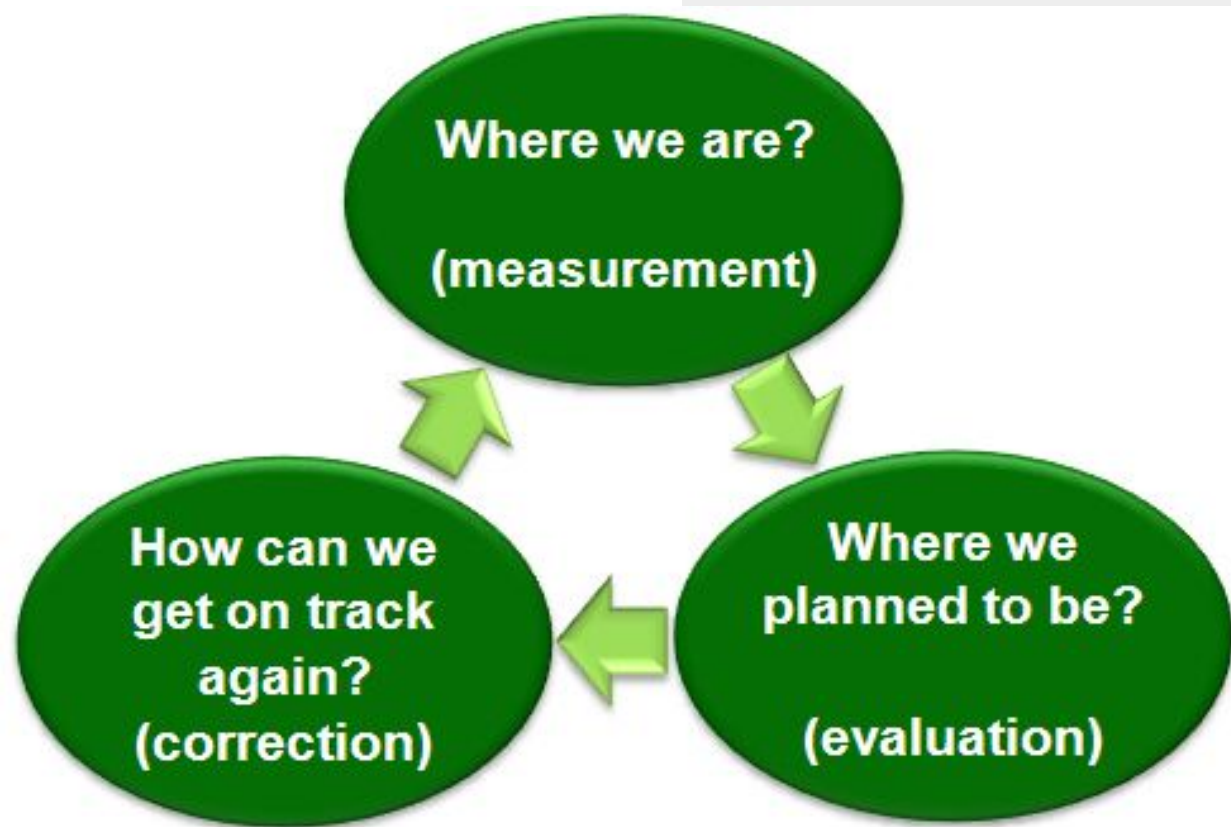 Where we are?
(measurement)
Where we
planned to be?
(evaluation)
How can we
get on track
again?
(correction)